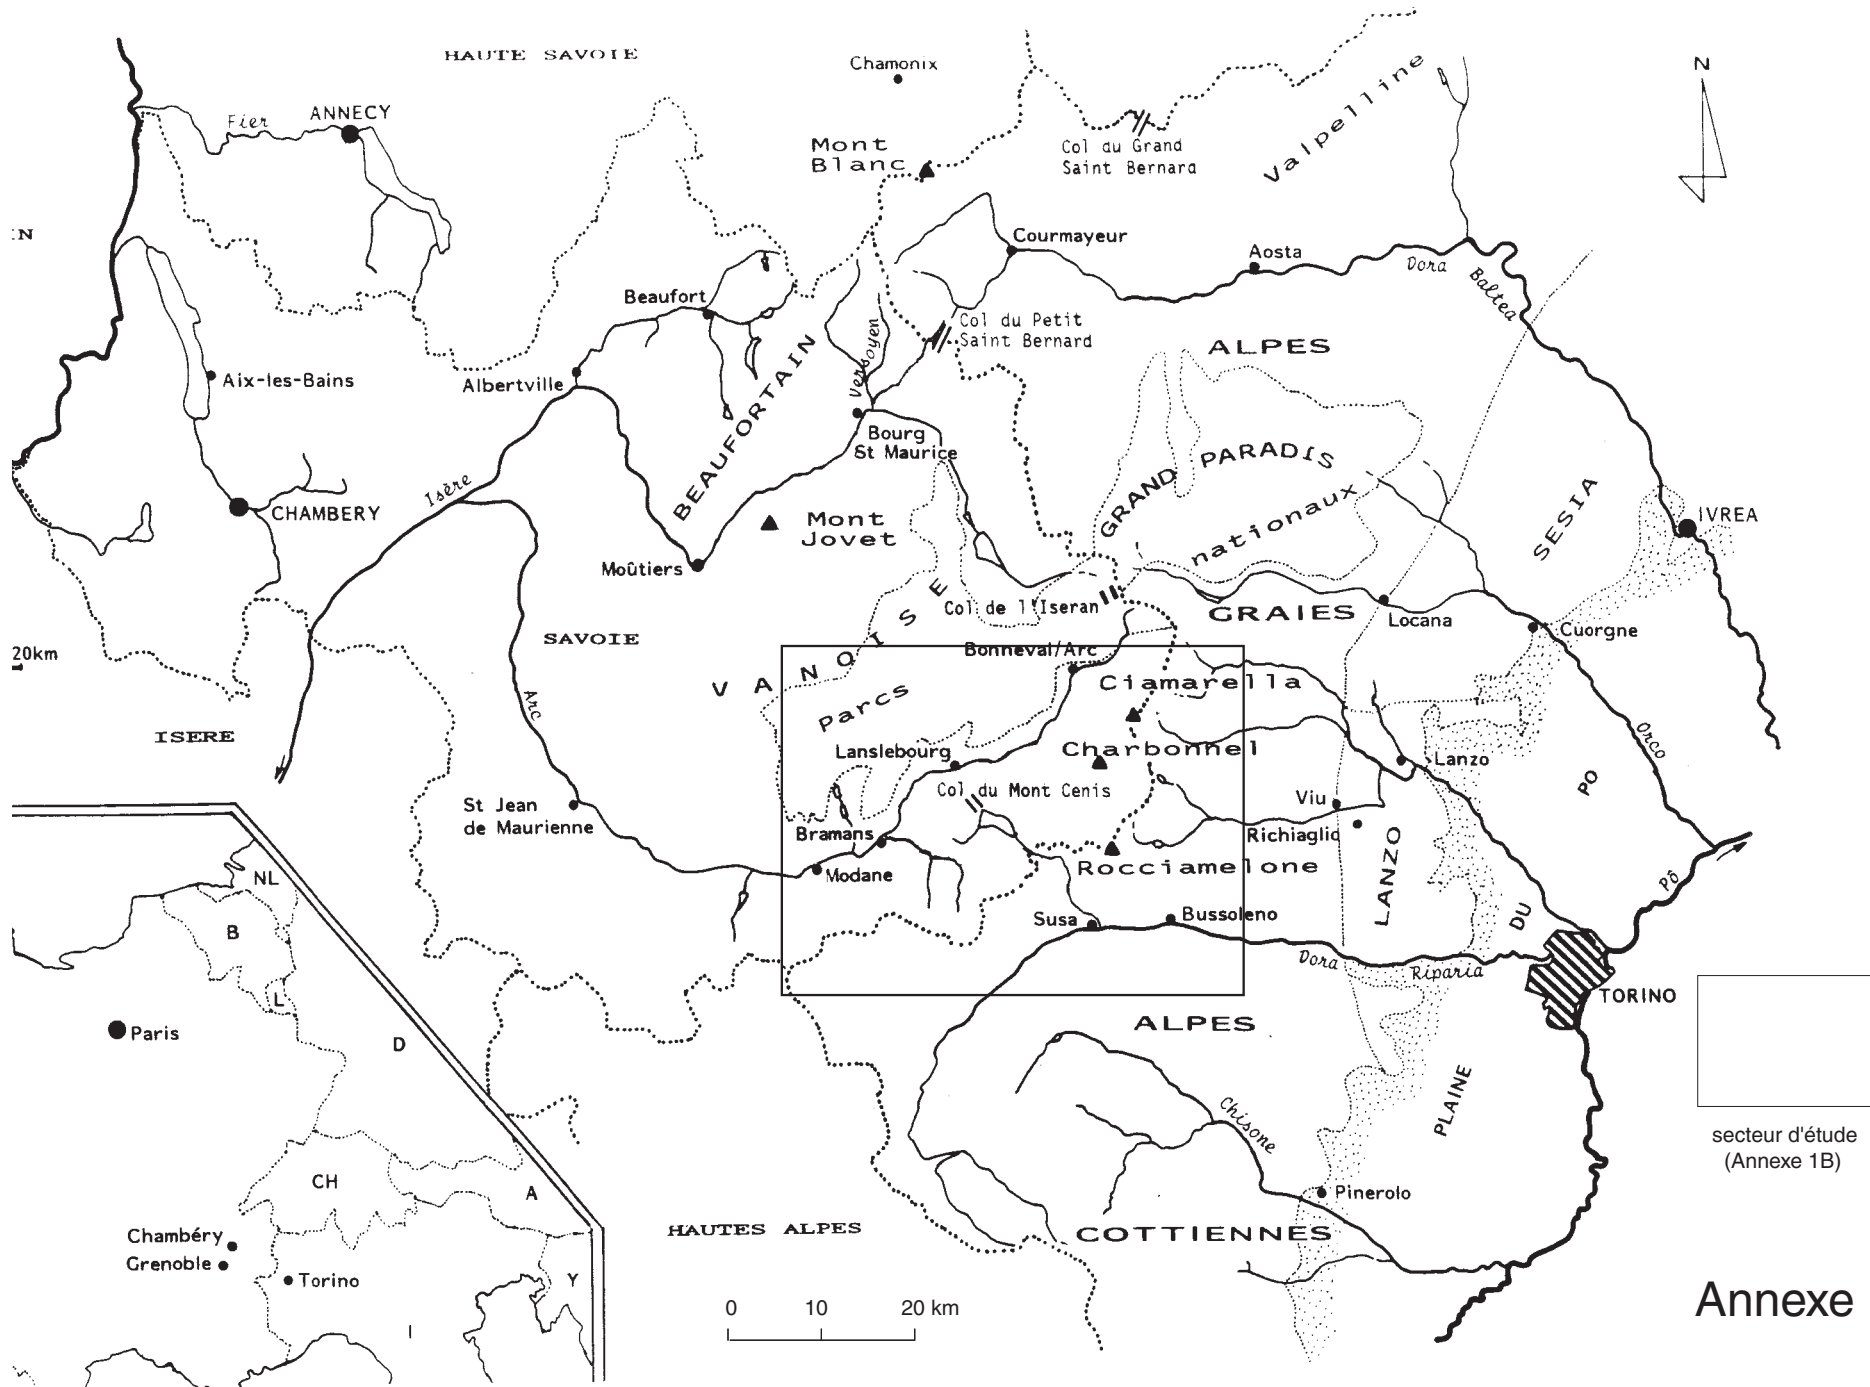 HAUTE SAVOIE
Chamonix
N
Fier
ANNECY
Mont
Blanc
Col du Grand
Saint Bernard
Valpelline
IN
Courmayeur
Aosta
Dora
Baltea
Beaufort
Col du Petit
Saint Bernard
Versoyen
ALPES
Aix-les-Bains
Albertville
BEAUFORTAIN
Bourg
St Maurice
GRAND PARADIS
nationaux
SESIA
IVREA
Isère
CHAMBERY
Mont
Jovet
Moûtiers
Col de l'Iseran
GRAIES
Locana
Cuorgne
20km
SAVOIE
VANOISE
Parcs
Bonneval/Arc
Ciamarella
Arc
ISERE
Lanslebourg
Charbonnel
Lanzo
Orco
Col du Mont Cenis
Viu
PO
St Jean
de Maurienne
Bramans
Richiaglio
Modane
Rocciamelone
LANZO
Pô
Susa
Bussoleno
DU
Dora
Riparia
TORINO
NL
B
L
Paris
D
ALPES
PLAINE
Chisone
secteur d'étude
(Annexe 1B)
CH
A
Pinerolo
Chambéry
Grenoble
Torino
Y
I
HAUTES ALPES
COTTIENNES
0 10 20 km
Annexe